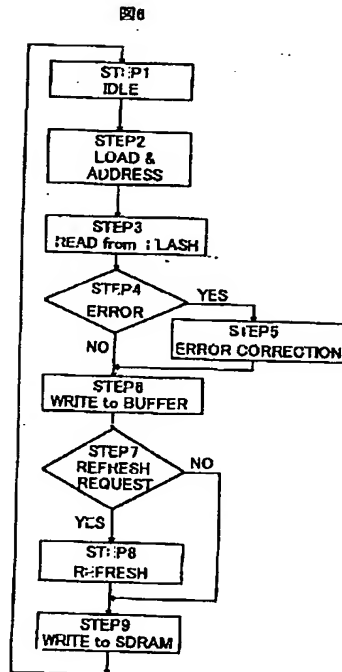 図6
STEP1
IDLE
STEP2
LOAD &
ADDRESS
STEP3
READ from FLASH
STEP4
ERROR
YES
STEP5
ERROR CORRECTION
NO
STEP6
WRITE to BUFFER
STEP7
REFRESH
REQUEST
NO
YES
STEP8
REFRESH
STEP9
WRITE to SDRAM